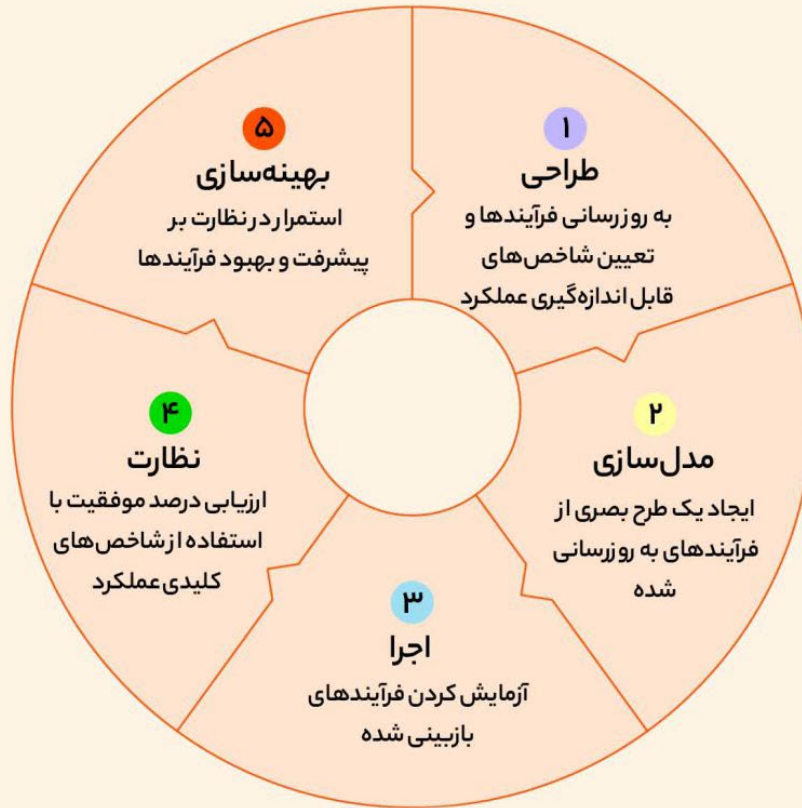 ۱
طراحی
به روز رسانی فرآیندها و
تعیین شاخص‌های
قابل اندازه‌گیری عملکرد
۲
مدل‌سازی
ایجاد یک طرح بصری از
فرآیندهای به روزرسانی
شده
۳
اجرا
آزمایش کردن فرآیندهای
بازبینی شده
۴
نظارت
ارزیابی درصد موفقیت با
استفاده از شاخص‌های
کلیدی عملکرد
۵
بهینه‌سازی
استمرار در نظارت بر
پیشرفت و بهبود فرآیندها